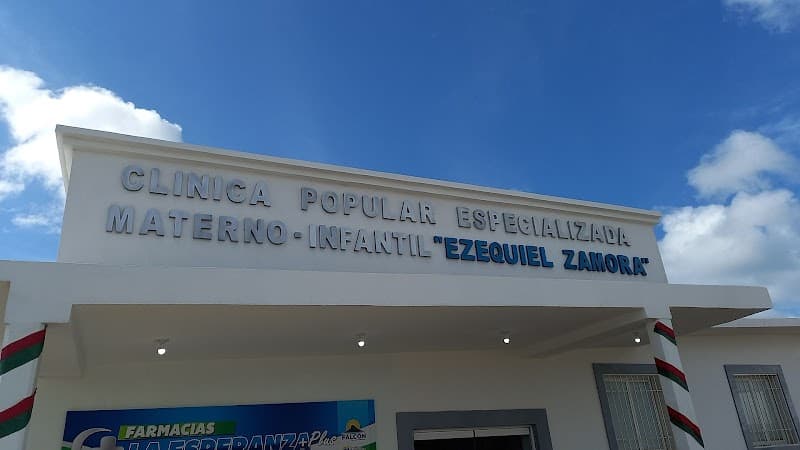 CLINICA POPULAR ESPECIALIZADA
MATERNO-INFANTIL "EZEQUIEL ZAMORA"
FARMACIAS
LA ESPERANZA Plus
FALCÓN